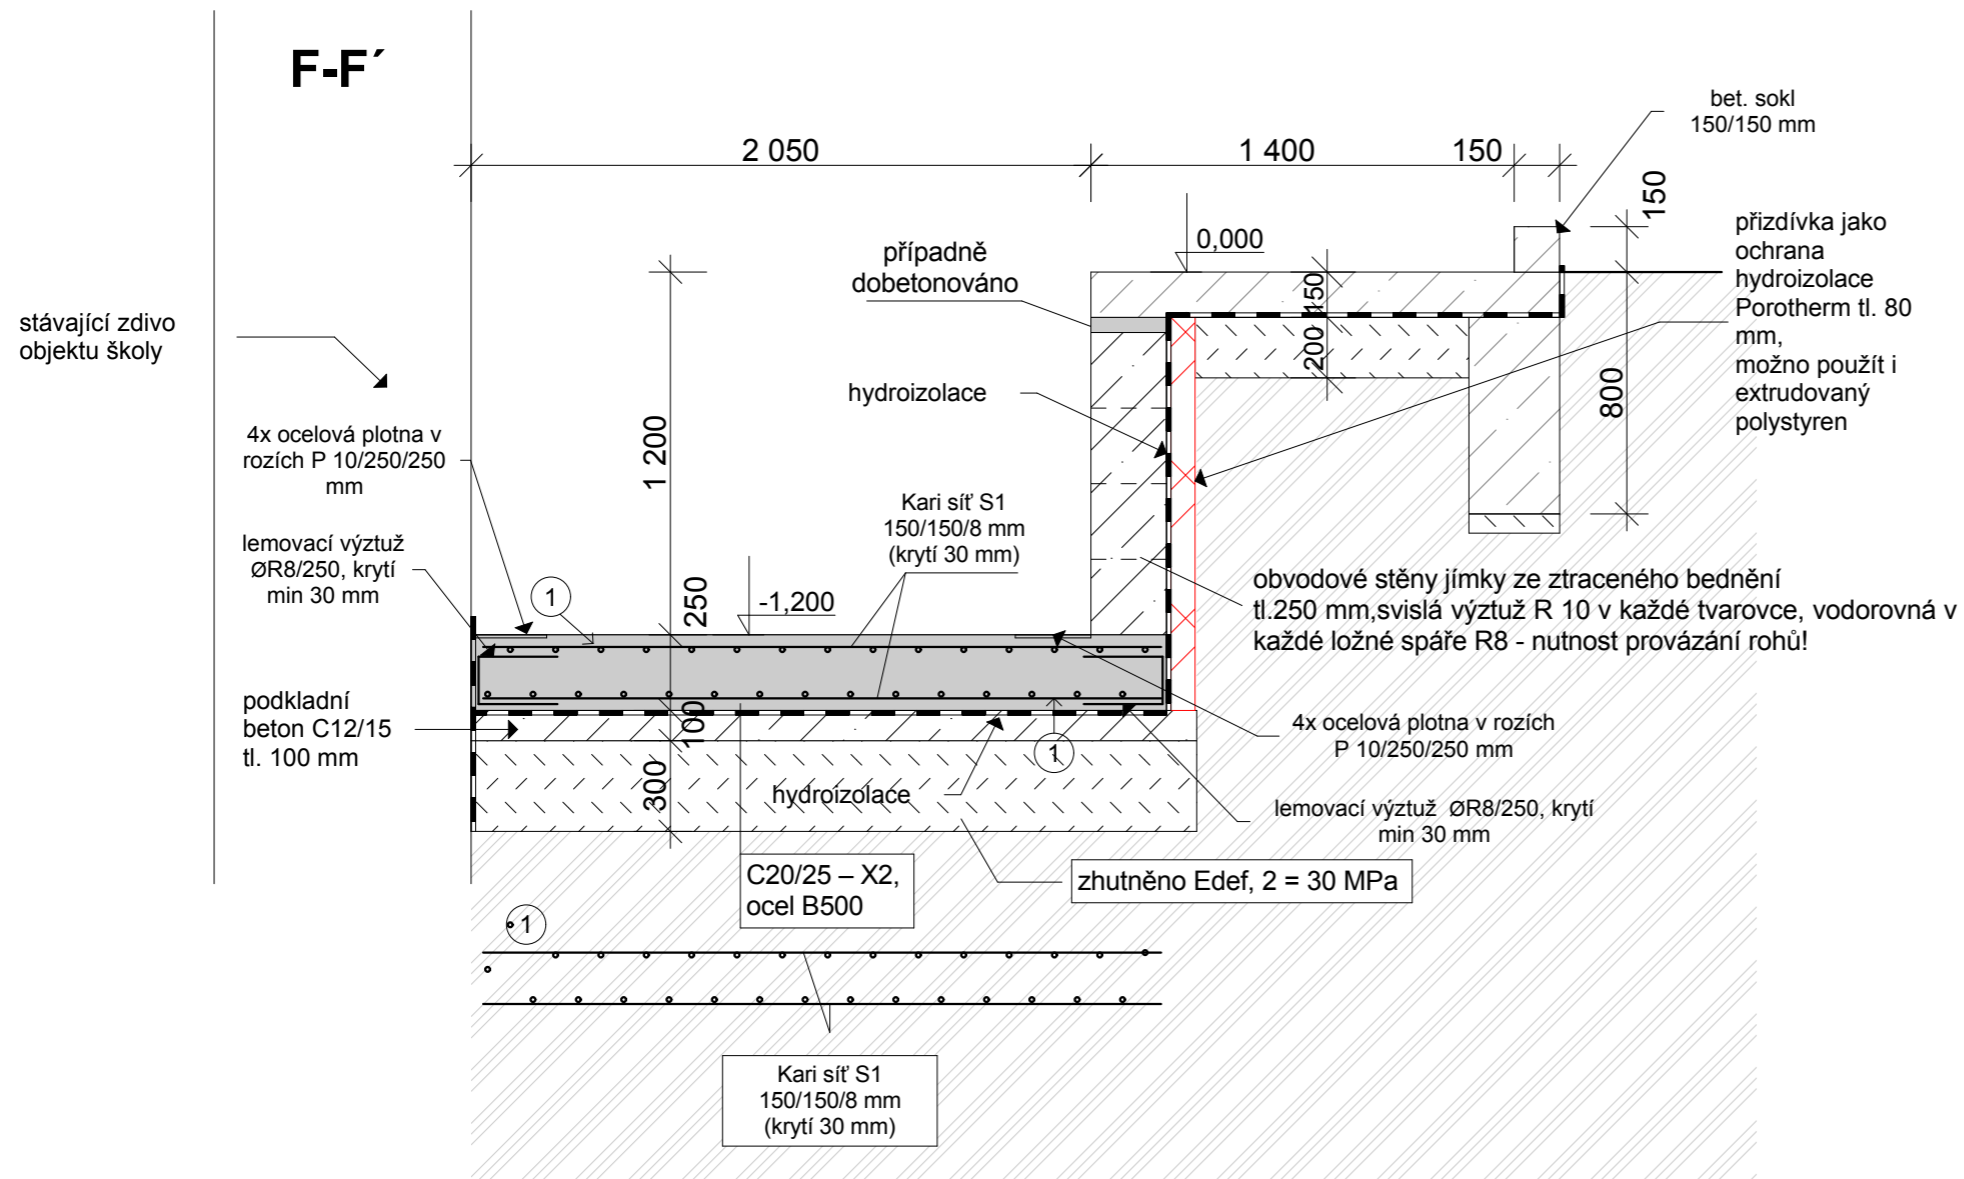 F-F´
bet. sokl
150/150 mm
2 050
1 400
150
150
přizdívka jako
ochrana
hydroizolace
Porotherm tl. 80
mm,
možno použít i
extrudovaný
polystyren
0,000
případně
dobetonováno
150
200
800
stávající zdivo
objektu školy
hydroizolace
1 200
4x ocelová plotna v
rozích P 10/250/250
mm
Kari síť S1
150/150/8 mm
(krytí 30 mm)
lemovací výztuž
ØR8/250, krytí
min 30 mm
1
250
-1,200
obvodové stěny jímky ze ztraceného bednění
tl.250 mm,svislá výztuž R 10 v každé tvarovce, vodorovná v
každé ložné spáře R8 - nutnost provázání rohů!
podkladní
beton C12/15
tl. 100 mm
100
1
4x ocelová plotna v rozích
P 10/250/250 mm
300
hydroizolace
lemovací výztuž ØR8/250, krytí
min 30 mm
C20/25 – X2,
ocel B500
zhutněno Edef, 2 = 30 MPa
1
Kari síť S1
150/150/8 mm
(krytí 30 mm)